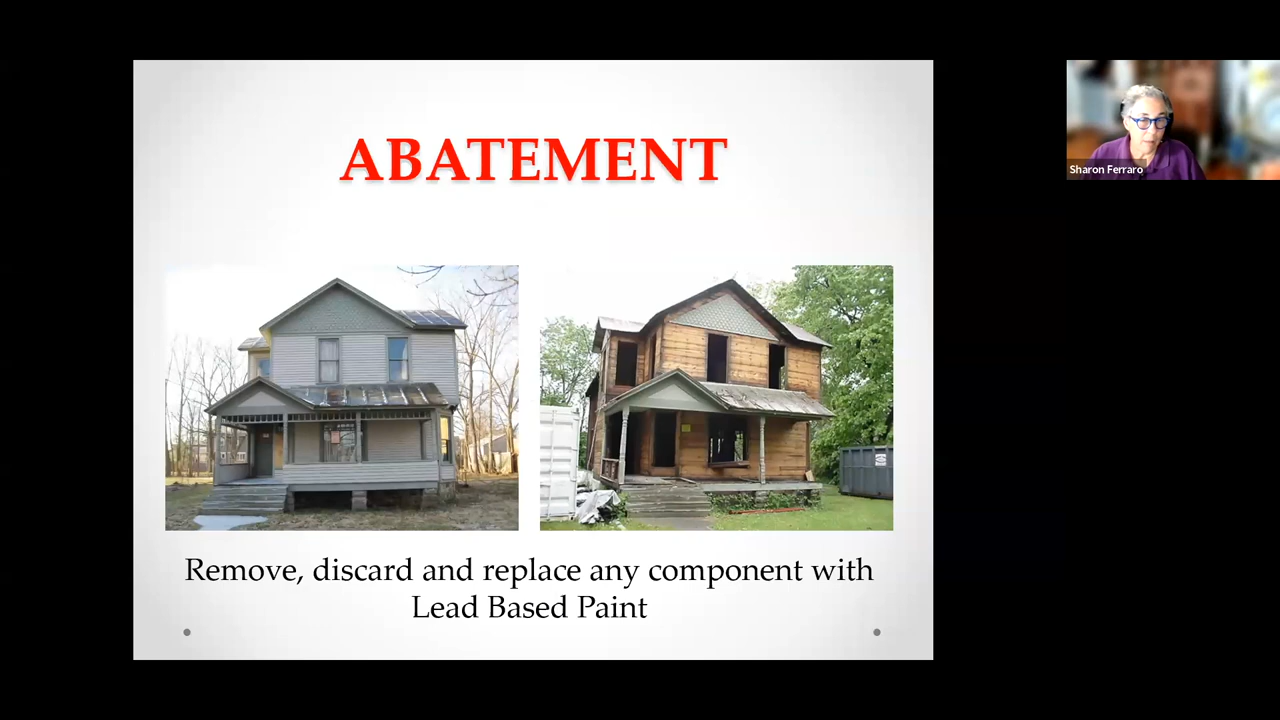 ABATEMENT
Sharon Ferraro
Remove, discard and replace any component with
Lead Based Paint